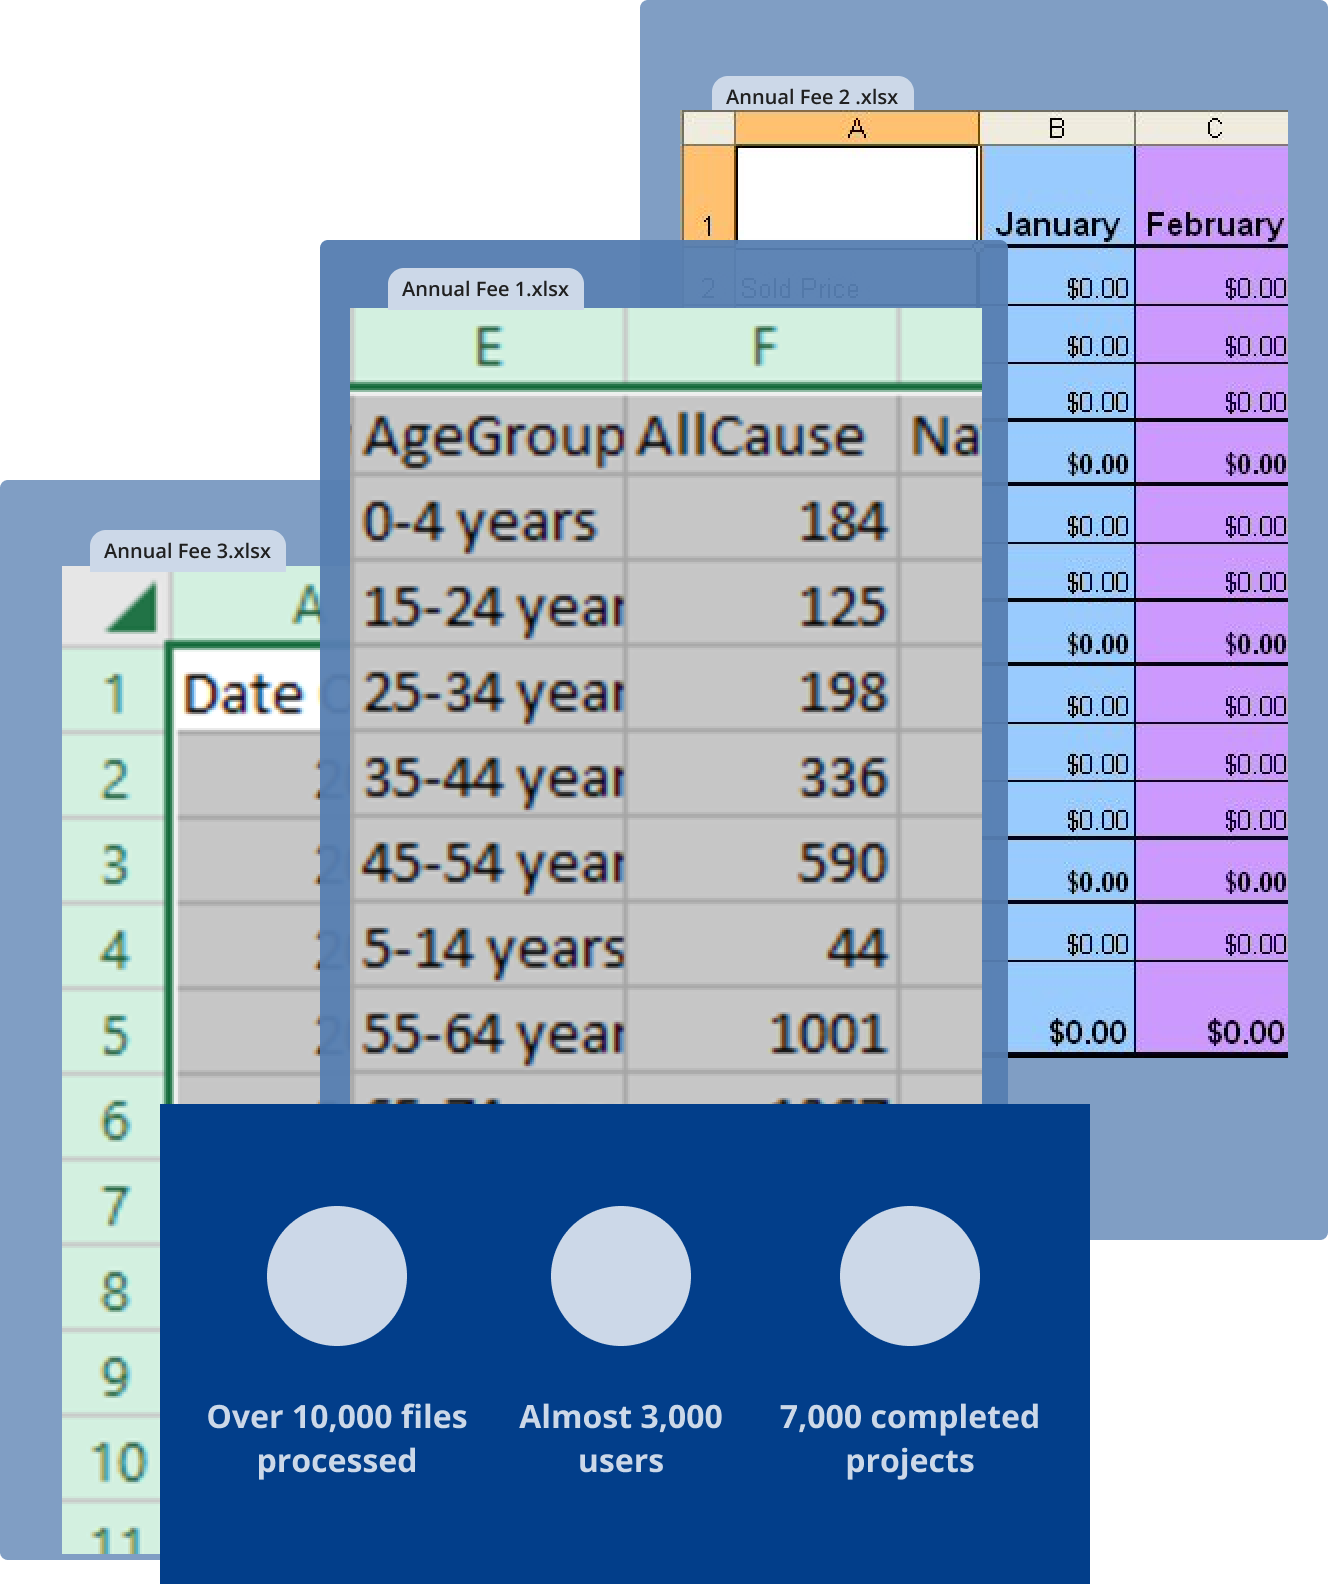 Annual Fee 2 .xlsx
A B C
1 January February
2 Sold Price $0.00 $0.00
$0.00 $0.00
$0.00 $0.00
$0.00 $0.00
$0.00 $0.00
$0.00 $0.00
$0.00 $0.00
$0.00 $0.00
$0.00 $0.00
$0.00 $0.00
$0.00 $0.00
$0.00 $0.00
$0.00 $0.00
Annual Fee 1.xlsx
E F
AgeGroup AllCause Na
0-4 years 184
15-24 year 125
25-34 year 198
35-44 year 336
45-54 year 590
5-14 years 44
55-64 year 1001
Annual Fee 3.xlsx
A
1 Date
2
3
4
5
6
7
8
9
10
11
Over 10,000 files
processed
Almost 3,000
users
7,000 completed
projects